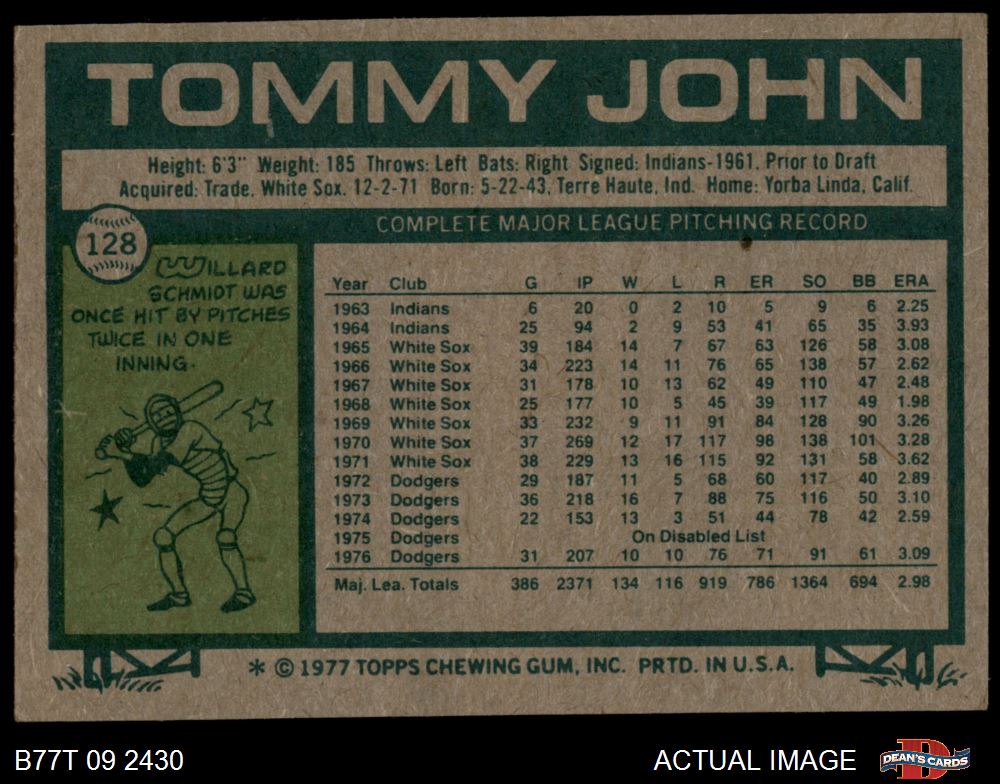 TOMMY JOHN
Height: 6'3" Weight: 185 Throws: Left Bats: Right Signed: Indians-1961, Prior to Draft
Acquired: Trade, White Sox, 12-2-71 Born: 5-22-43, Terre Haute, Ind. Home: Yorba Linda, Calif.
128
WILLARD
SCHMIDT WAS
ONCE HIT BY PITCHES
TWICE IN ONE
INNING.
COMPLETE MAJOR LEAGUE PITCHING RECORD
Year Club G IP W L R ER SO BB ERA
1963 Indians 6 20 0 2 10 5 9 6 2.25
1964 Indians 25 94 2 9 53 41 65 35 3.93
1965 White Sox 39 184 14 7 67 63 126 58 3.08
1966 White Sox 34 223 14 11 76 65 138 57 2.62
1967 White Sox 31 178 10 13 62 49 110 47 2.48
1968 White Sox 25 177 10 5 45 39 117 49 1.98
1969 White Sox 33 232 9 11 91 84 128 90 3.26
1970 White Sox 37 269 12 17 117 98 138 101 3.28
1971 White Sox 38 229 13 16 115 92 131 58 3.62
1972 Dodgers 29 187 11 5 68 60 117 40 2.89
1973 Dodgers 36 218 16 7 88 75 116 50 3.10
1974 Dodgers 22 153 13 3 51 44 78 42 2.59
1975 Dodgers On Disabled List
1976 Dodgers 31 207 10 10 76 71 91 61 3.09
Maj. Lea. Totals 386 2371 134 116 919 786 1364 694 2.98
* © 1977 TOPPS CHEWING GUM, INC. PRTD. IN U.S.A.
B77T 09 2430
ACTUAL IMAGE
D
DEAN'S CARDS